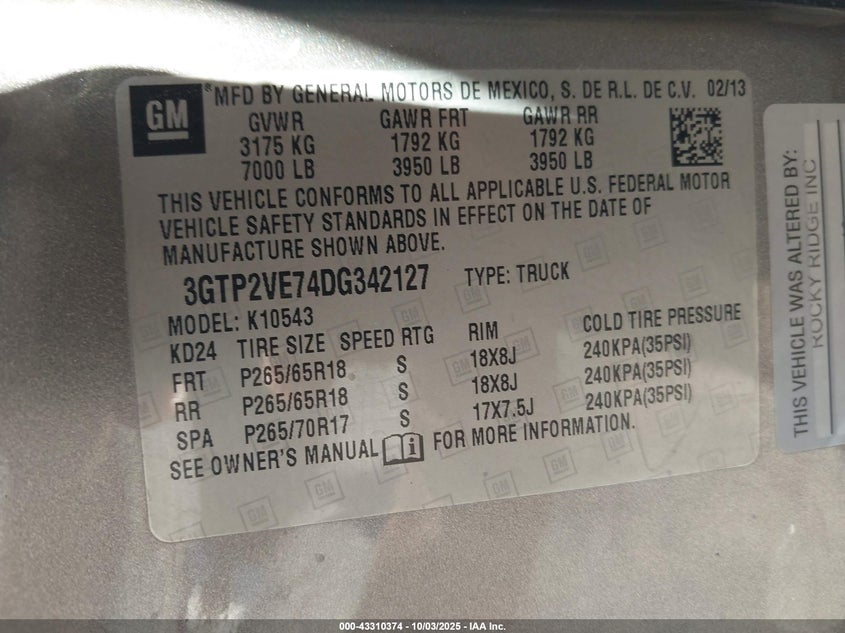 GM
®MFD BY GENERAL MOTORS DE MEXICO, S. DE R.L. DE C.V. 02/13
GVWR GAWR FRT GAWR RR
3175 KG 1792 KG 1792 KG
7000 LB 3950 LB 3950 LB
THIS VEHICLE CONFORMS TO ALL APPLICABLE U.S. FEDERAL MOTOR
VEHICLE SAFETY STANDARDS IN EFFECT ON THE DATE OF
MANUFACTURE SHOWN ABOVE.
3GTP2VE74DG342127 TYPE: TRUCK
MODEL: K10543
KD24 TIRE SIZE SPEED RTG RIM COLD TIRE PRESSURE
FRT P265/65R18 S 18X8J 240KPA(35PSI)
RR P265/65R18 S 18X8J 240KPA(35PSI)
SPA P265/70R17 S 17X7.5J 240KPA(35PSI)
SEE OWNER'S MANUAL i FOR MORE INFORMATION.
THIS VEHICLE WAS ALTERED BY:
ROCKY RIDGE INC
000-43310374 - 10/03/2025 - IAA Inc.